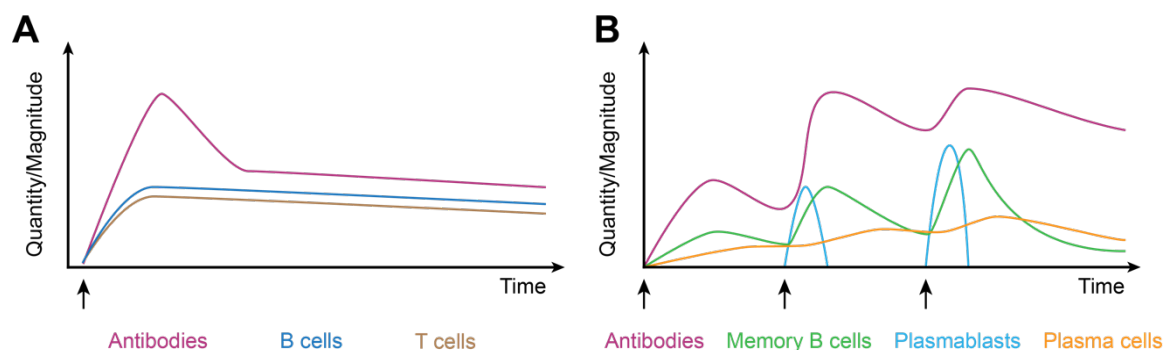 A
Quantity/Magnitude
Time
Antibodies B cells T cells
B
Quantity/Magnitude
Time
Antibodies Memory B cells Plasmablasts Plasma cells